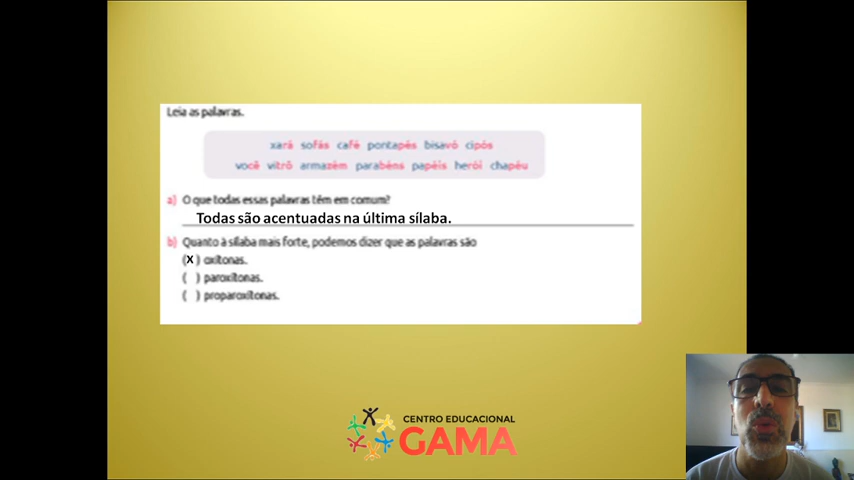 Leia as palavras.
xará sofás café pontapés bisavô cipós
você vitrô armazém parabéns papéis herói chapéu
a) O que todas essas palavras têm em comum?
Todas são acentuadas na última sílaba.
b) Quanto à sílaba mais forte, podemos dizer que as palavras são
(X) oxítonas.
( ) paroxítonas.
( ) proparoxítonas.
CENTRO EDUCACIONAL
GAMA